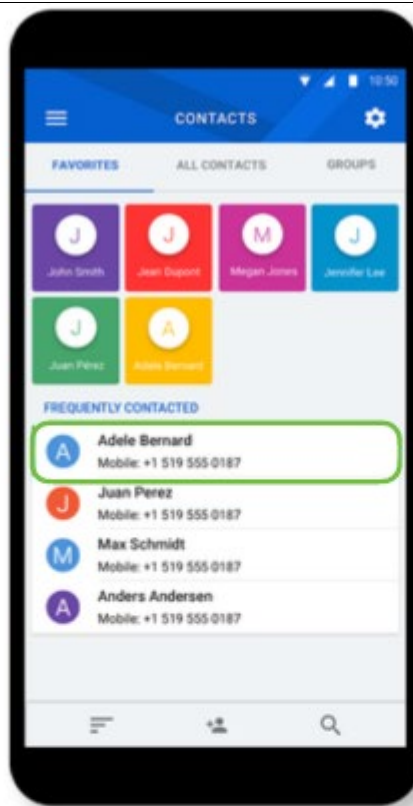 10:50
CONTACTS
FAVORITES ALL CONTACTS GROUPS
J J M J
John Smith Jean Dupont Megan Jones Jennifer Lee
J A
Juan Pérez Adele Bernard
FREQUENTLY CONTACTED
A Adele Bernard
Mobile: +1 519 555 0187
J Juan Perez
Mobile: +1 519 555 0187
M Max Schmidt
Mobile: +1 519 555 0187
A Anders Andersen
Mobile: +1 519 555 0187